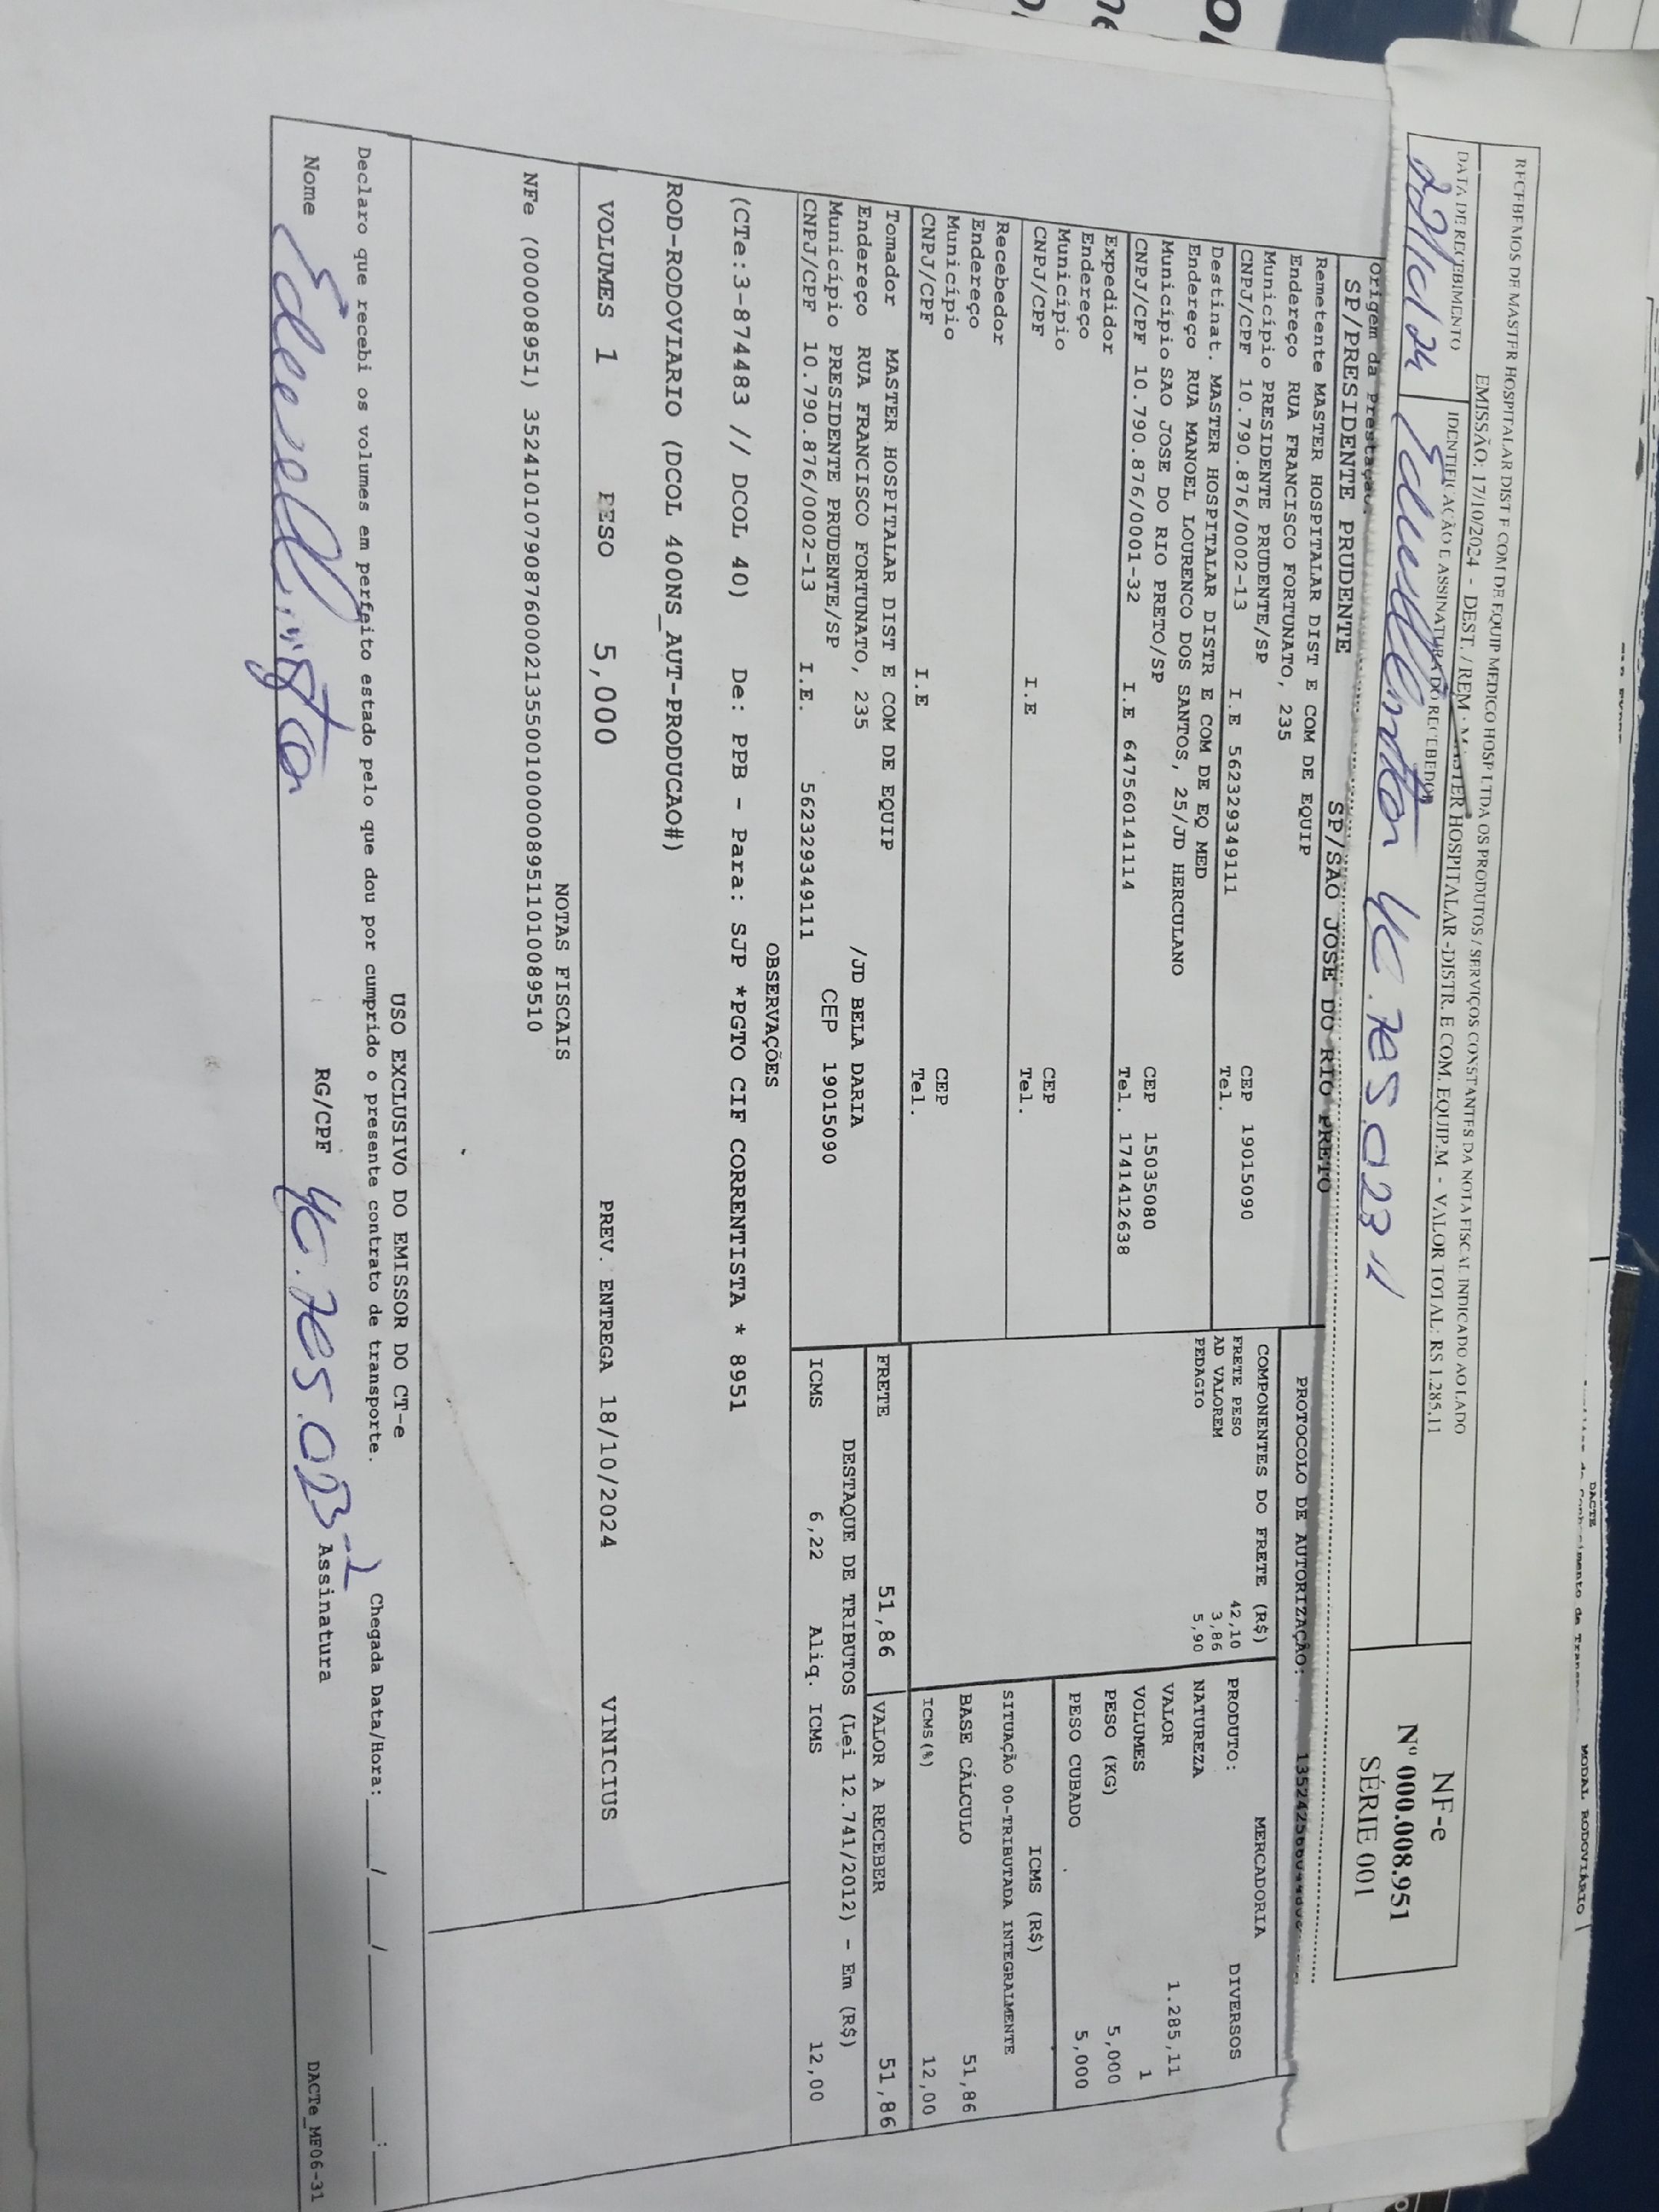 DACTE
MODAL RODOVIÁRIO
RECEBEMOS DE MASTER HOSPITALAR DIST E COM DE EQUIP MEDICO HOSP LTDA OS PRODUTOS / SERVIÇOS CONSTANTES DA NOTA FISCAL INDICADO AO LADO
EMISSÃO: 17/10/2024 - DEST. / REM HOSPITALAR -DISTR. E COM. EQUIP.M - VALOR TOTAL: R$ 1.285,11
DATA DE RECEBIMENTO
IDENTIFICAÇÃO E ASSINATURA DO RECEBEDOR
NF-e
Nº 000.008.951
SÉRIE 001
Origem da Prestação:
SP/PRESIDENTE PRUDENTE
SP/SAO JOSE DO RIO PRETO
PROTOCOLO DE AUTORIZAÇÃO:
Remetente MASTER HOSPITALAR DIST E COM DE EQUIP
Endereço RUA FRANCISCO FORTUNATO, 235
Município PRESIDENTE PRUDENTE/SP CEP 19015090
CNPJ/CPF 10.790.876/0002-13 I.E 562329349111 Tel.
Destinat. MASTER HOSPITALAR DISTR E COM DE EQ MED
Endereço RUA MANOEL LOURENCO DOS SANTOS, 25/JD HERCULANO
Município SAO JOSE DO RIO PRETO/SP CEP 15035080
CNPJ/CPF 10.790.876/0001-32 I.E 647560141114 Tel. 1741412638
Expedidor
Endereço
Município CEP
CNPJ/CPF I.E Tel.
Recebedor
Endereço
Município CEP
CNPJ/CPF I.E Tel.
Tomador MASTER HOSPITALAR DIST E COM DE EQUIP
Endereço RUA FRANCISCO FORTUNATO, 235 /JD BELA DARIA
Município PRESIDENTE PRUDENTE/SP CEP 19015090
CNPJ/CPF 10.790.876/0002-13 I.E. 562329349111
COMPONENTES DO FRETE (R$)
FRETE PESO 42,10
AD VALOREM 3,86
PEDAGIO 5,90
MERCADORIA
PRODUTO: DIVERSOS
NATUREZA
VALOR 1.285,11
VOLUMES 1
PESO (KG) 5,000
PESO CUBADO 5,000
ICMS (R$)
SITUAÇÃO 00-TRIBUTADA INTEGRALMENTE
BASE CÁLCULO 51,86
ICMS(%) 12,00
FRETE 51,86 VALOR A RECEBER 51,86
DESTAQUE DE TRIBUTOS (Lei 12.741/2012) - Em (R$)
ICMS 6,22 Aliq. ICMS 12,00
OBSERVAÇÕES
(CTe:3-874483 // DCOL 40) De: PPB - Para: SJP *PGTO CIF CORRENTISTA * 8951
ROD-RODOVIARIO (DCOL 400NS_AUT-PRODUCAO#)
VOLUMES 1 PESO 5,000 PREV. ENTREGA 18/10/2024 VINICIUS
NOTAS FISCAIS
NFe (000008951) 35241010790876000213550010000089511010089510
USO EXCLUSIVO DO EMISSOR DO CT-e
Declaro que recebi os volumes em perfeito estado pelo que dou por cumprido o presente contrato de transporte. Chegada Data/Hora:____/____/______ ___:___
Nome RG/CPF Assinatura
DACTe_MF06-31